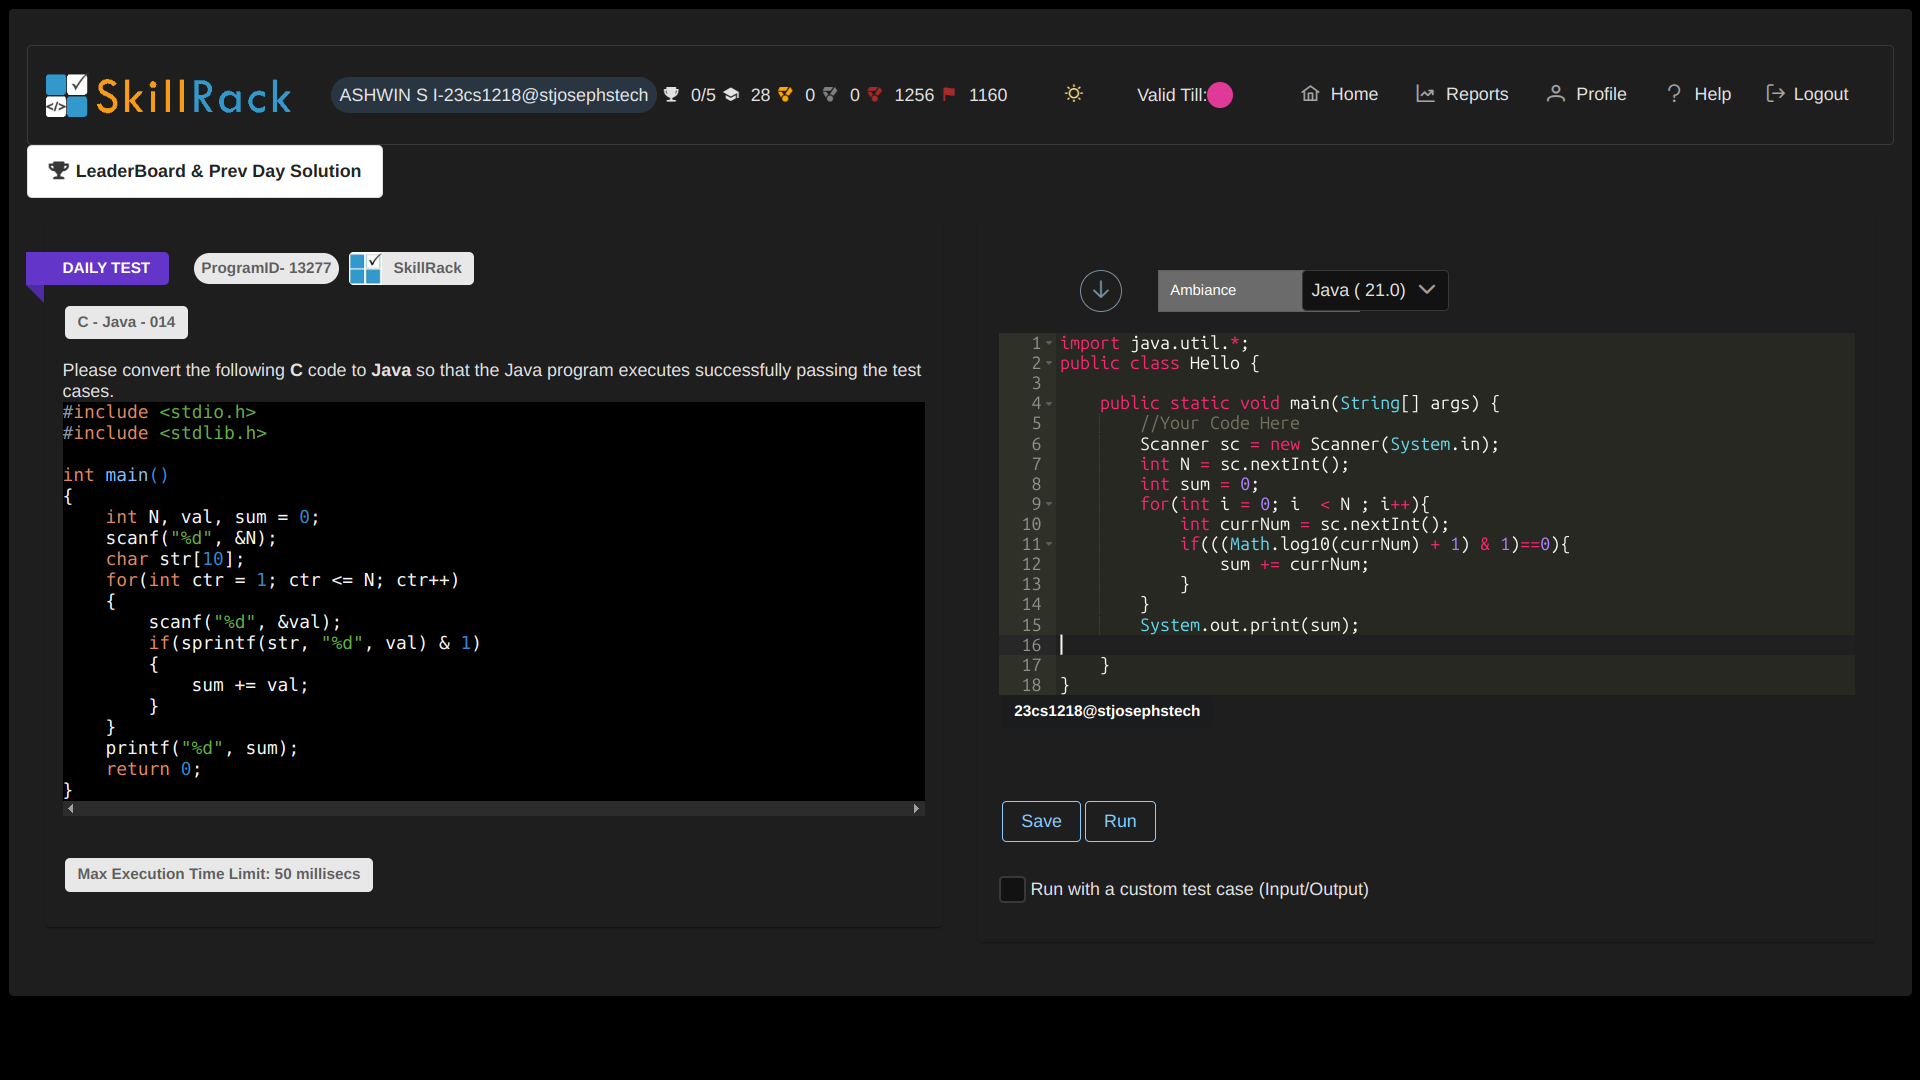 SkillRack
ASHWIN S I-23cs1218@stjosephstech 0/5 28 0 0 1256 1160 Valid Till: Home Reports Profile Help Logout
LeaderBoard & Prev Day Solution
DAILY TEST ProgramID- 13277 SkillRack
C - Java - 014
Please convert the following C code to Java so that the Java program executes successfully passing the test
cases.
#include <stdio.h>
#include <stdlib.h>
int main()
{
    int N, val, sum = 0;
    scanf("%d", &N);
    char str[10];
    for(int ctr = 1; ctr <= N; ctr++)
    {
        scanf("%d", &val);
        if(sprintf(str, "%d", val) & 1)
        {
            sum += val;
        }
    }
    printf("%d", sum);
    return 0;
}
Max Execution Time Limit: 50 millisecs
Ambiance Java ( 21.0)
1 import java.util.*;
2 public class Hello {
3
4     public static void main(String[] args) {
5         //Your Code Here
6         Scanner sc = new Scanner(System.in);
7         int N = sc.nextInt();
8         int sum = 0;
9         for(int i = 0; i  < N ; i++){
10             int currNum = sc.nextInt();
11             if(((Math.log10(currNum) + 1) & 1)==0){
12                 sum += currNum;
13             }
14         }
15         System.out.print(sum);
16
17     }
18 }
23cs1218@stjosephstech
Save Run
Run with a custom test case (Input/Output)